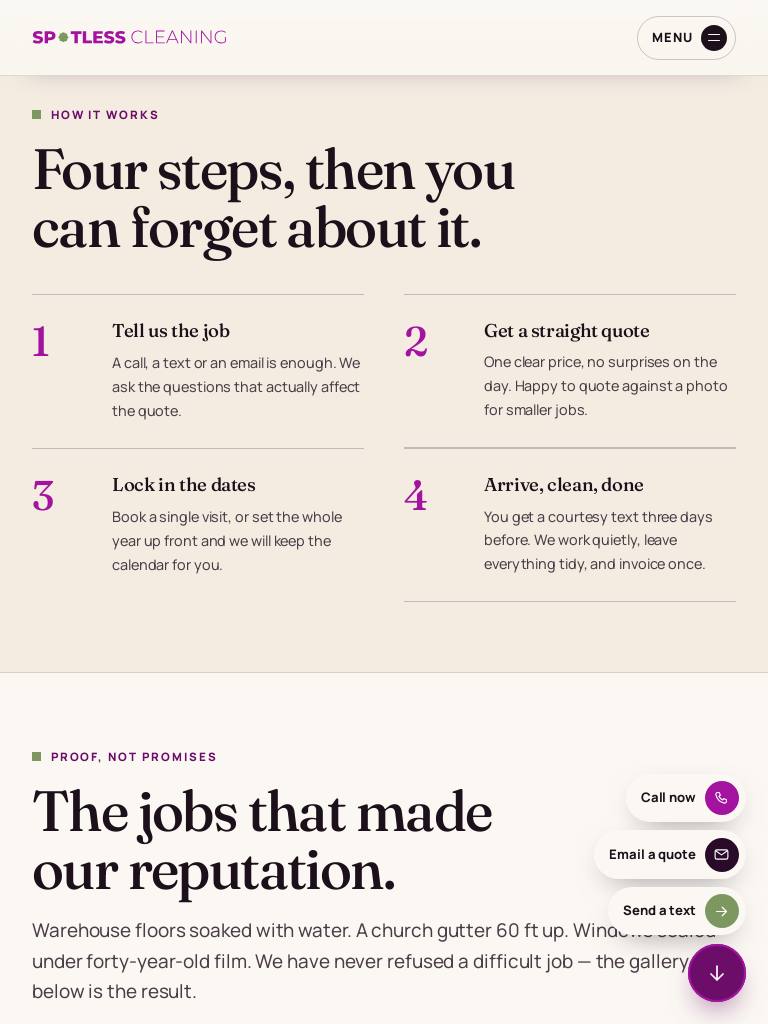 SPOTLESS CLEANING
MENU
HOW IT WORKS
Four steps, then you
can forget about it.
1
Tell us the job
A call, a text or an email is enough. We
ask the questions that actually affect
the quote.
2
Get a straight quote
One clear price, no surprises on the
day. Happy to quote against a photo
for smaller jobs.
3
Lock in the dates
Book a single visit, or set the whole
year up front and we will keep the
calendar for you.
4
Arrive, clean, done
You get a courtesy text three days
before. We work quietly, leave
everything tidy, and invoice once.
PROOF, NOT PROMISES
The jobs that made
our reputation.
Call now
Email a quote
Send a text
Warehouse floors soaked with water. A church gutter 60 ft up. Windows sealed
under forty-year-old film. We have never refused a difficult job — the gallery
below is the result.